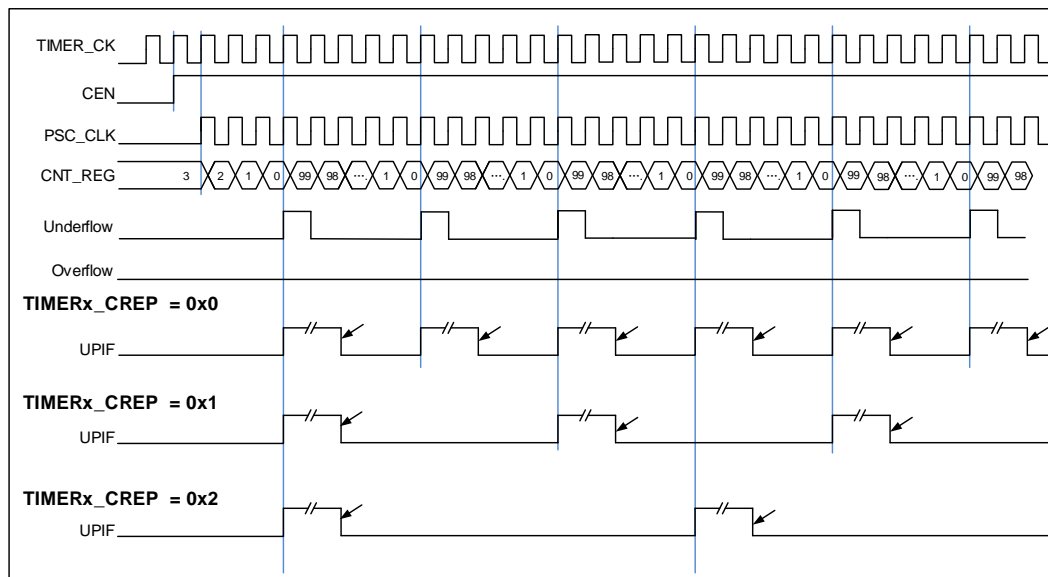 TIMER_CK
CEN
PSC_CLK
CNT_REG 3 2 1 0 99 98 ... 1 0 99 98 ... 1 0 99 98 ... 1 0 99 98 ... 1 0 99 98 ... 1 0 99 98
Underflow
Overflow
TIMERx_CREP = 0x0
UPIF
TIMERx_CREP = 0x1
UPIF
TIMERx_CREP = 0x2
UPIF